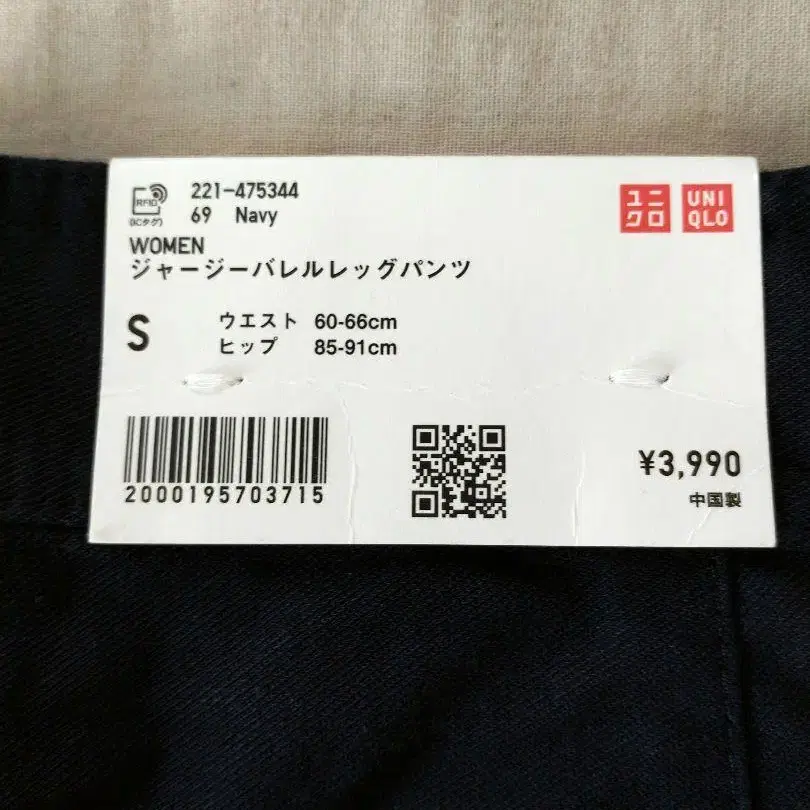 RFID
(ICタグ)
221-475344
69 Navy
ユニ
クロ
UNI
QLO
WOMEN
ジャージーバレルレッグパンツ
S
ウエスト 60-66cm
ヒップ 85-91cm
2000195703715
¥3,990
中国製